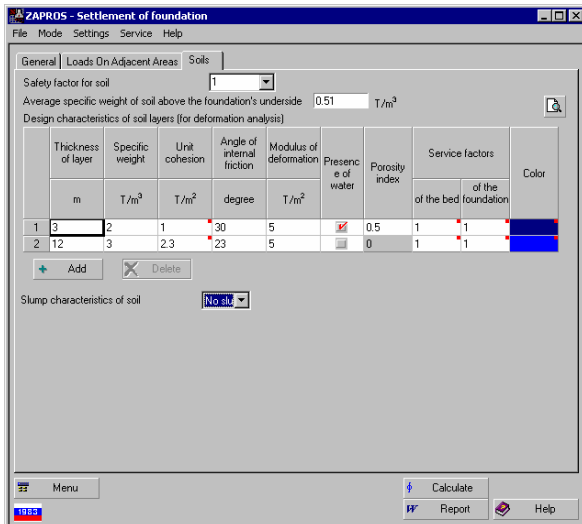 ZAPROS - Settlement of foundation
File Mode Settings Service Help
General Loads On Adjacent Areas Soils
Safety factor for soil 1
Average specific weight of soil above the foundation's underside 0.51 T/m³
Design characteristics of soil layers (for deformation analysis)
Thickness of layer Specific weight Unit cohesion Angle of internal friction Modulus of deformation Presenc e of water Porosity index Service factors Color
m T/m³ T/m² degree T/m² of the bed of the foundation
1 3 2 1 30 5 0.5 1 1
2 12 3 2.3 23 5 0 1 1
Add Delete
Slump characteristics of soil No slu
Menu Calculate
1983 Report Help